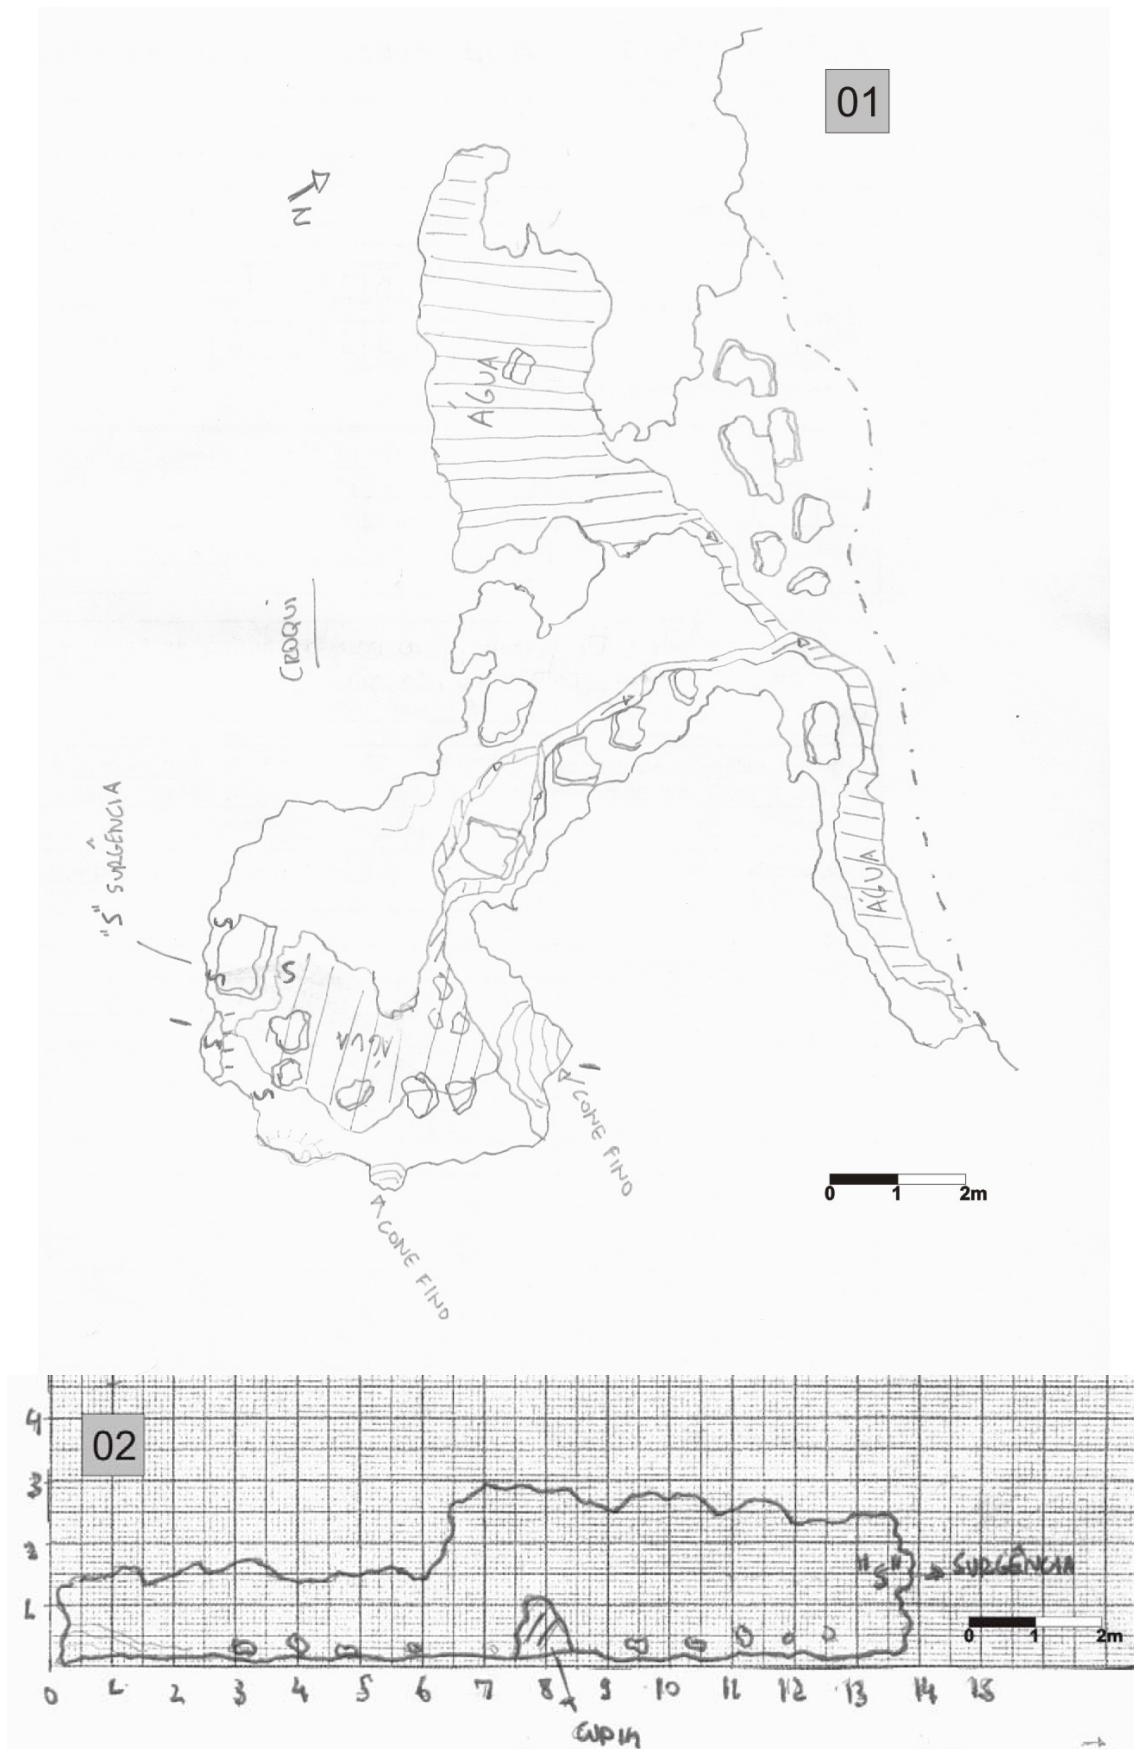 01
N
ÁGUA
CROQUI
"S" SURGÊNCIA
S
S
S
S
S
ÁGUA
ÁGUA
CONE FINO
CONE FINO
0 1 2m
02
4
3
2
1
"S" → SURGÊNCIA
0 1 2m
0 1 2 3 4 5 6 7 8 9 10 11 12 13 14 15